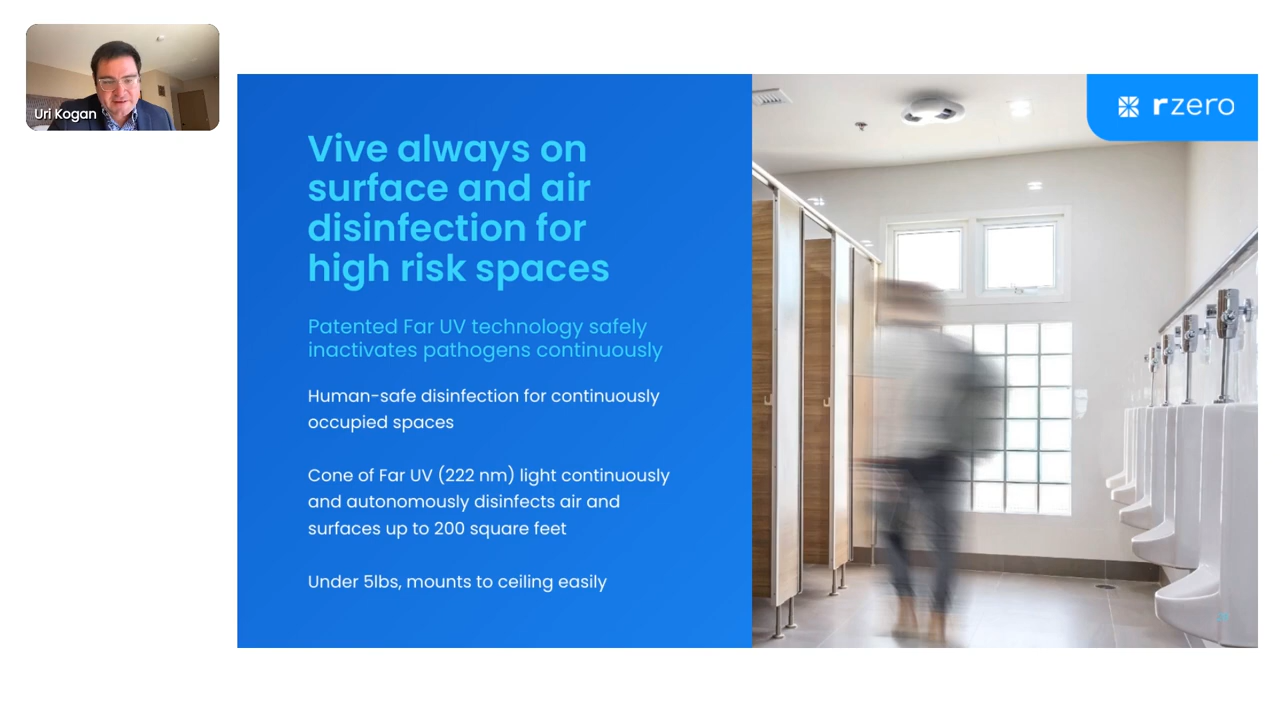 Uri Kogan
rzero
Vive always on
surface and air
disinfection for
high risk spaces
Patented Far UV technology safely
inactivates pathogens continuously
Human-safe disinfection for continuously
occupied spaces
Cone of Far UV (222 nm) light continuously
and autonomously disinfects air and
surfaces up to 200 square feet
Under 5lbs, mounts to ceiling easily